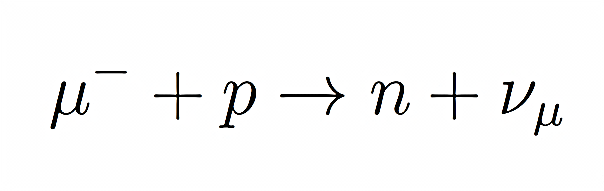 μ⁻ + p → n + ν_μ